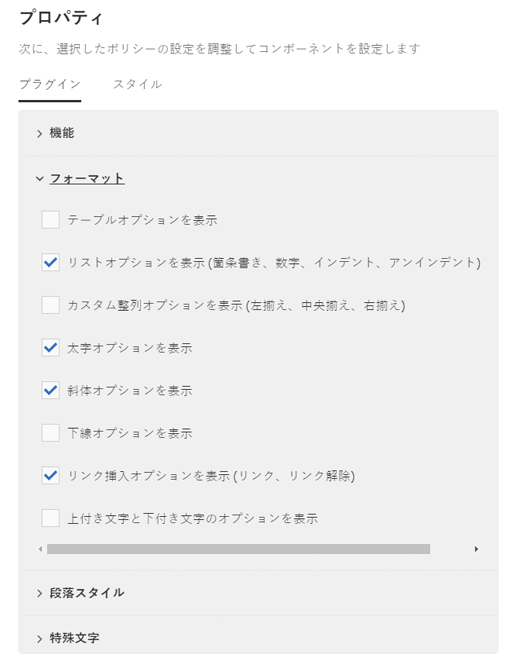 プロパティ
次に、選択したポリシーの設定を調整してコンポーネントを設定します
プラグイン スタイル
機能
フォーマット
テーブルオプションを表示
リストオプションを表示 (箇条書き、数字、インデント、アンインデント)
カスタム整列オプションを表示 (左揃え、中央揃え、右揃え)
太字オプションを表示
斜体オプションを表示
下線オプションを表示
リンク挿入オプションを表示 (リンク、リンク解除)
上付き文字と下付き文字のオプションを表示
段落スタイル
特殊文字